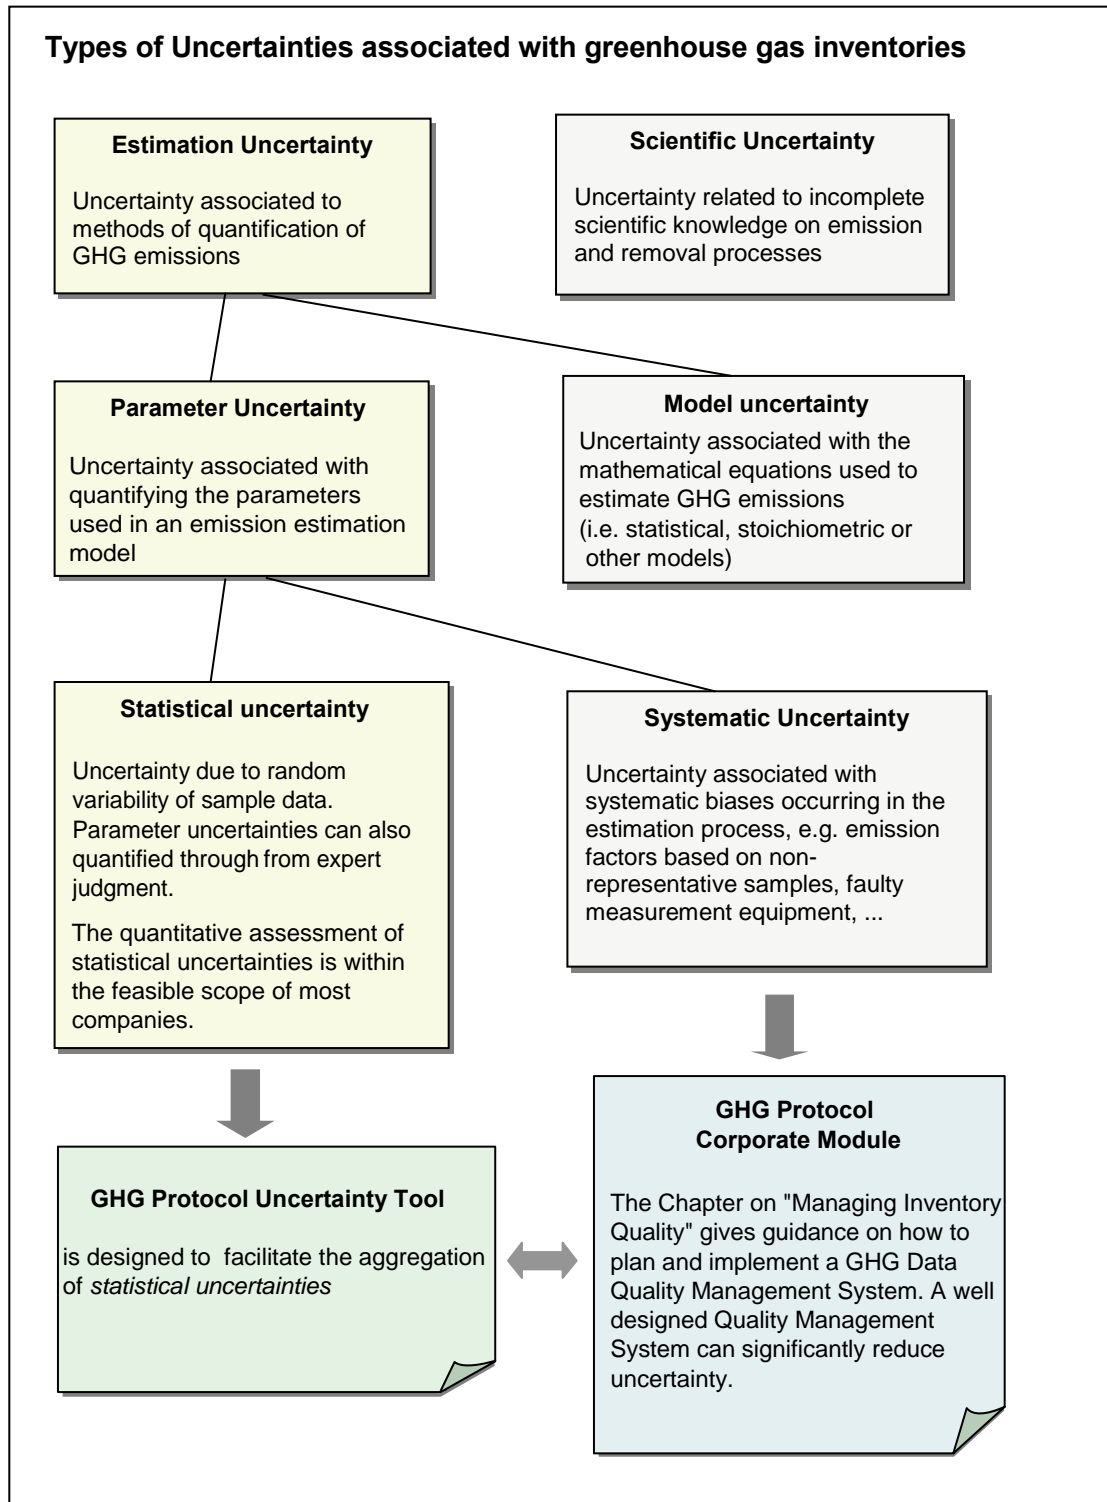 Types of Uncertainties associated with greenhouse gas inventories
Estimation Uncertainty
Uncertainty associated to
methods of quantification of
GHG emissions
Scientific Uncertainty
Uncertainty related to incomplete
scientific knowledge on emission
and removal processes
Parameter Uncertainty
Uncertainty associated with
quantifying the parameters
used in an emission estimation
model
Model uncertainty
Uncertainty associated with the
mathematical equations used to
estimate GHG emissions
(i.e. statistical, stoichiometric or
other models)
Statistical uncertainty
Uncertainty due to random
variability of sample data.
Parameter uncertainties can also
quantified through from expert
judgment.
The quantitative assessment of
statistical uncertainties is within
the feasible scope of most
companies.
Systematic Uncertainty
Uncertainty associated with
systematic biases occurring in the
estimation process, e.g. emission
factors based on non-
representative samples, faulty
measurement equipment, ...
GHG Protocol Uncertainty Tool
is designed to facilitate the aggregation
of statistical uncertainties
GHG Protocol
Corporate Module
The Chapter on "Managing Inventory
Quality" gives guidance on how to
plan and implement a GHG Data
Quality Management System. A well
designed Quality Management
System can significantly reduce
uncertainty.